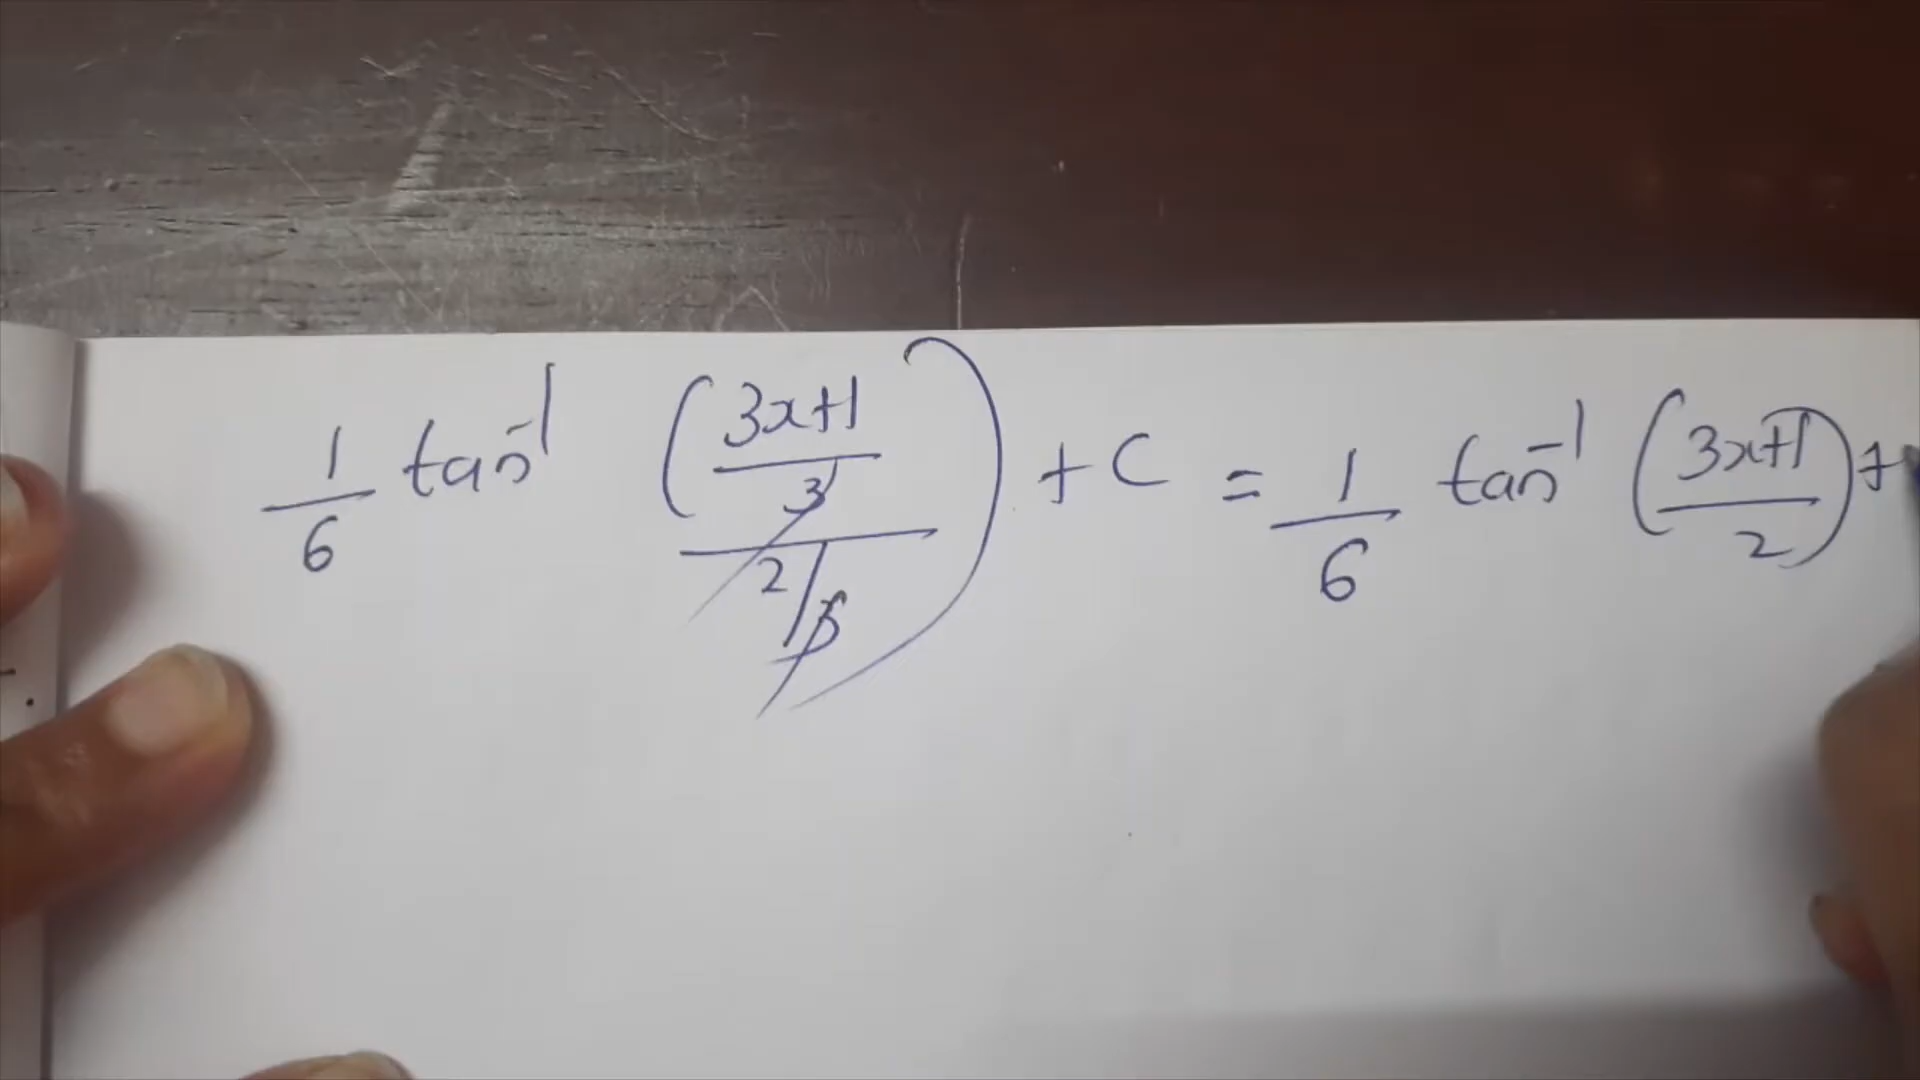 1/6 tan⁻¹ (((3x+1)/3)/(2/3)) + C = 1/6 tan⁻¹ ((3x+1)/2) +